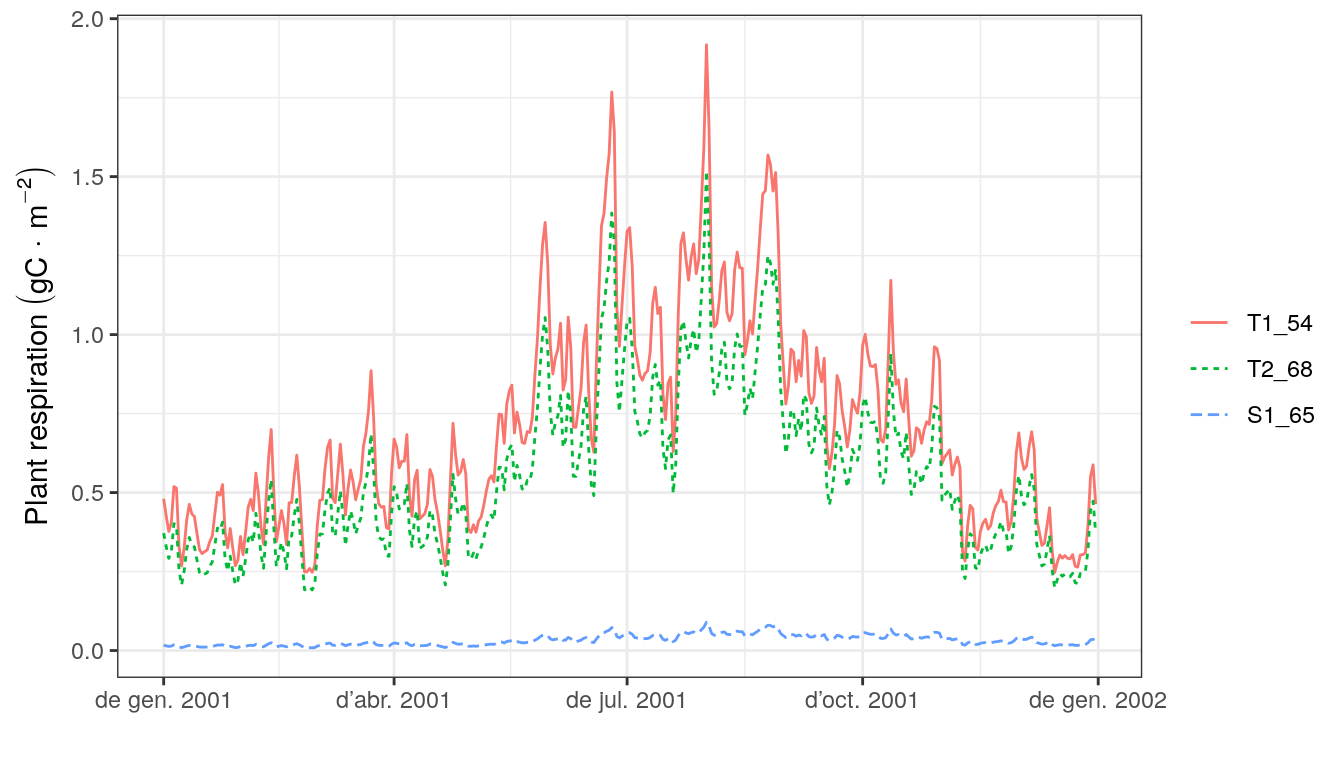 Plant respiration (gC · m⁻²)
2.0
1.5
1.0
0.5
0.0
de gen. 2001
d’abr. 2001
de jul. 2001
d’oct. 2001
de gen. 2002
T1_54
T2_68
S1_65